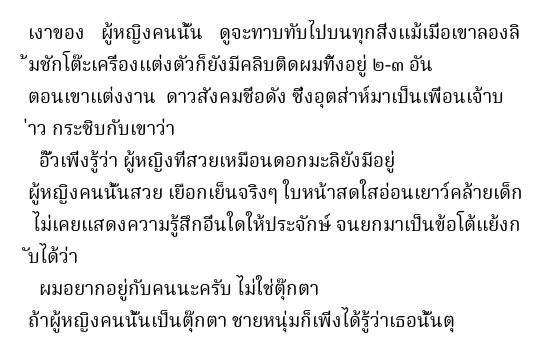 เงาของ ผู้หญิงคนนั้น ดูจะทาบทับไปบนทุกสิ่งแม้เมื่อเขาลองลิ
้มชักโต๊ะเครื่องแต่งตัวก็ยังมีคลิบติดผมทิ้งอยู่ ๒-๓ อัน
ตอนเขาแต่งงาน ดาวสังคมชื่อดัง ซึ่งอุตส่าห์มาเป็นเพื่อนเจ้าบ
่าว กระซิบกับเขาว่า
อั๊วเพิ่งรู้ว่า ผู้หญิงที่สวยเหมือนดอกมะลิยังมีอยู่
ผู้หญิงคนนั้นสวย เยือกเย็นจริงๆ ใบหน้าสดใสอ่อนเยาว์คล้ายเด็ก
ไม่เคยแสดงความรู้สึกอื่นใดให้ประจักษ์ จนยกมาเป็นข้อโต้แย้งก
ับได้ว่า
ผมอยากอยู่กับคนนะครับ ไม่ใช่ตุ๊กตา
ถ้าผู้หญิงคนนั้นเป็นตุ๊กตา ชายหนุ่มก็เพิ่งได้รู้ว่าเธอนั้นตุ